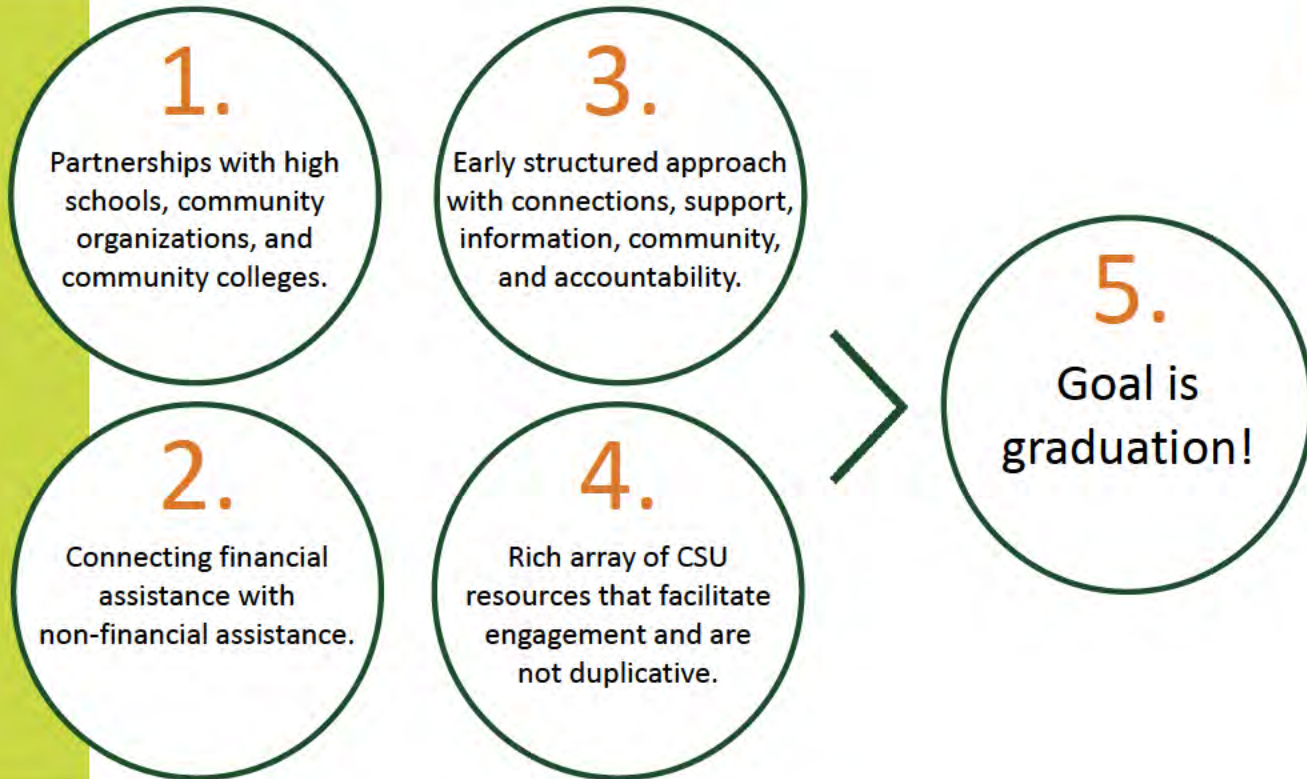 1.
Partnerships with high
schools, community
organizations, and
community colleges.
2.
Connecting financial
assistance with
non-financial assistance.
3.
Early structured approach
with connections, support,
information, community,
and accountability.
4.
Rich array of CSU
resources that facilitate
engagement and are
not duplicative.
5.
Goal is
graduation!